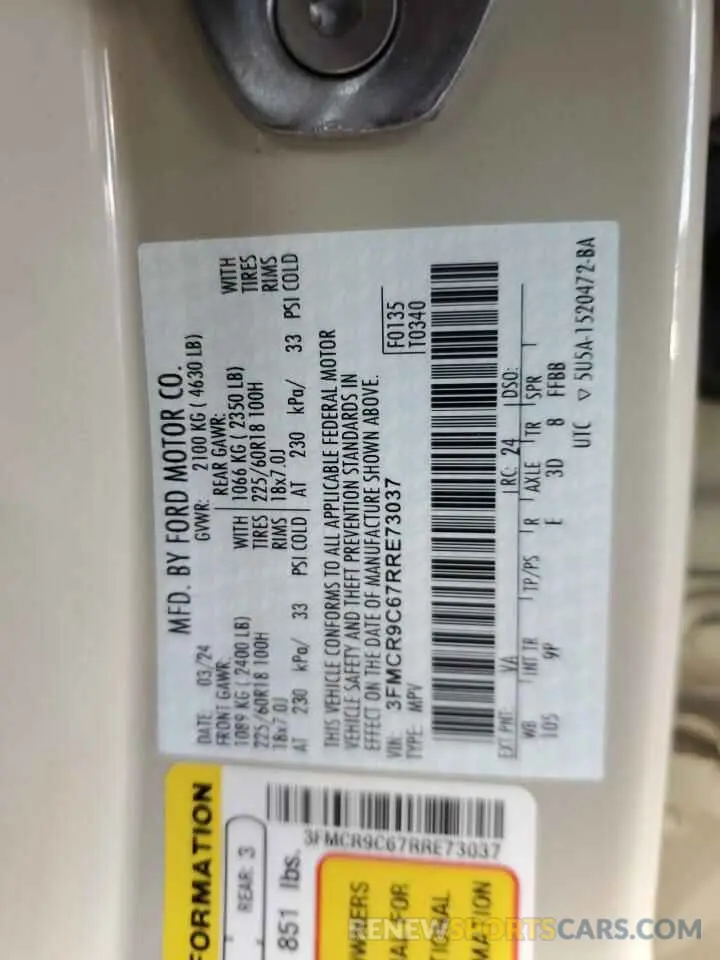 MFD. BY FORD MOTOR CO.
DATE: 03/24 GVWR: 2100 KG ( 4630 LB)
FRONT GAWR: REAR GAWR:
1089 KG ( 2400 LB) WITH 1066 KG ( 2350 LB) WITH
225/60R18 100H TIRES 225/60R18 100H TIRES
18x7.0J RIMS 18x7.0J RIMS
AT 230 kPa/ 33 PSI COLD AT 230 kPa/ 33 PSI COLD
THIS VEHICLE CONFORMS TO ALL APPLICABLE FEDERAL MOTOR
VEHICLE SAFETY AND THEFT PREVENTION STANDARDS IN
EFFECT ON THE DATE OF MANUFACTURE SHOWN ABOVE.
VIN: 3FMCR9C67RRE73037 F0135
TYPE: MPV T0340
EXT PNT: YA RC: 24 DSO:
WB INT TR TP/PS R AXLE TR SPR
105 9P E 3D 8 FFBB
UTC ▽ 5U5A-1520472-BA
FORMATION
REAR: 3
851 lbs.
3FMCR9C67RRE73037
RENEWSPORTSCARS.COM